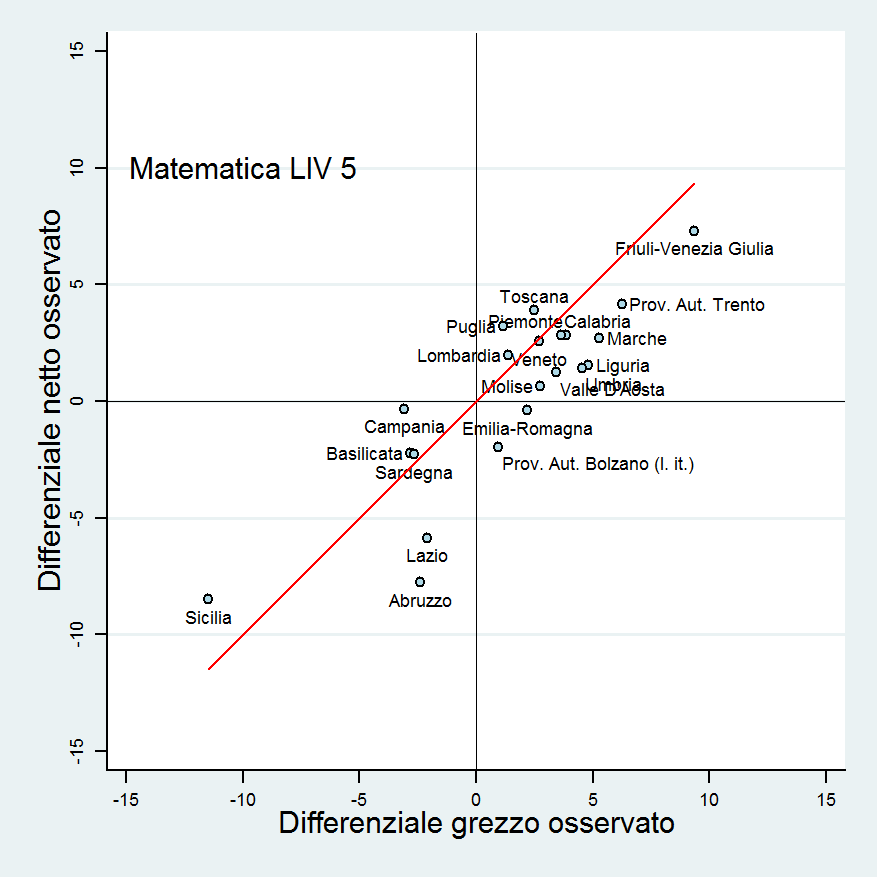 Matematica LIV 5
Differenziale netto osservato
15
10
5
0
-5
-10
-15
Friuli-Venezia Giulia
Toscana
Prov. Aut. Trento
Piemonte
Calabria
Puglia
Marche
Lombardia
Veneto
Liguria
Umbria
Molise
Valle D'Aosta
Campania
Emilia-Romagna
Basilicata
Prov. Aut. Bolzano (l. it.)
Sardegna
Lazio
Abruzzo
Sicilia
-15
-10
-5
0
5
10
15
Differenziale grezzo osservato